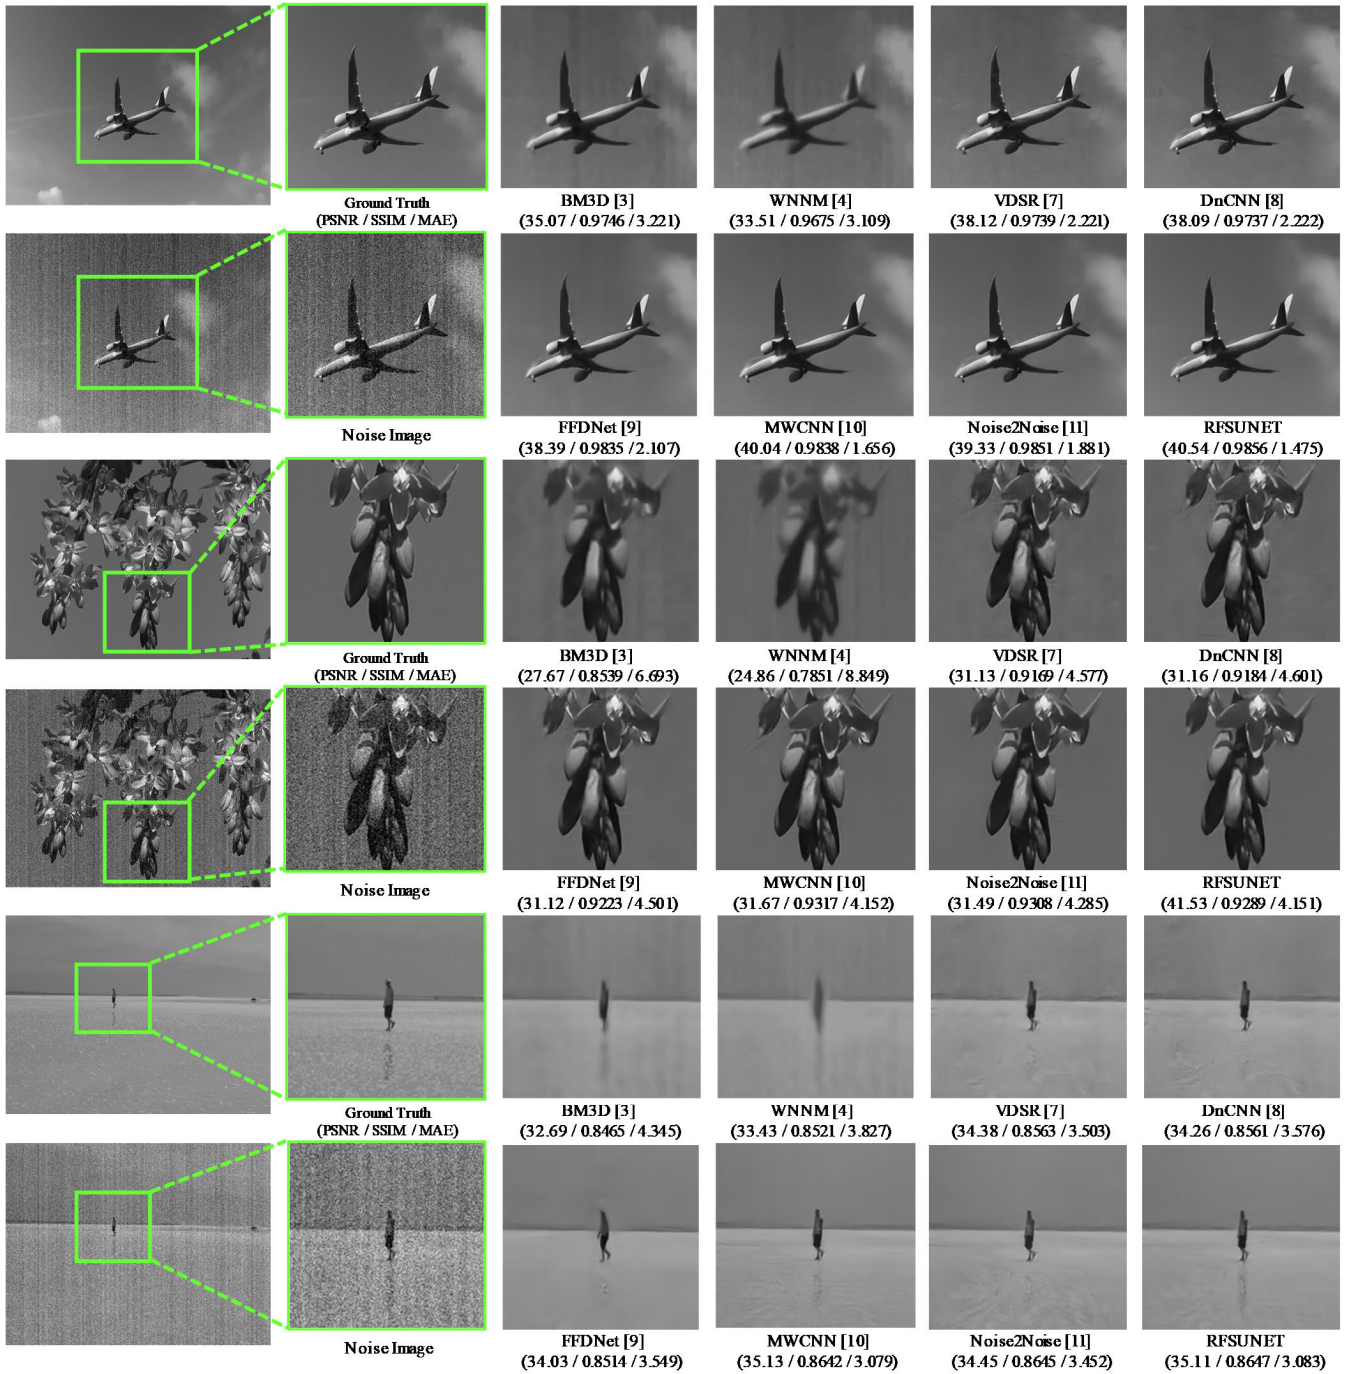 Ground Truth
(PSNR / SSIM / MAE)
BM3D [3]
(35.07 / 0.9746 / 3.221)
WNNM [4]
(33.51 / 0.9675 / 3.109)
VDSR [7]
(38.12 / 0.9739 / 2.221)
DnCNN [8]
(38.09 / 0.9737 / 2.222)
Noise Image
FFDNet [9]
(38.39 / 0.9835 / 2.107)
MWCNN [10]
(40.04 / 0.9838 / 1.656)
Noise2Noise [11]
(39.33 / 0.9851 / 1.881)
RFSUNET
(40.54 / 0.9856 / 1.475)
Ground Truth
(PSNR / SSIM / MAE)
BM3D [3]
(27.67 / 0.8539 / 6.693)
WNNM [4]
(24.86 / 0.7851 / 8.849)
VDSR [7]
(31.13 / 0.9169 / 4.577)
DnCNN [8]
(31.16 / 0.9184 / 4.601)
Noise Image
FFDNet [9]
(31.12 / 0.9223 / 4.501)
MWCNN [10]
(31.67 / 0.9317 / 4.152)
Noise2Noise [11]
(31.49 / 0.9308 / 4.285)
RFSUNET
(41.53 / 0.9289 / 4.151)
Ground Truth
(PSNR / SSIM / MAE)
BM3D [3]
(32.69 / 0.8465 / 4.345)
WNNM [4]
(33.43 / 0.8521 / 3.827)
VDSR [7]
(34.38 / 0.8563 / 3.503)
DnCNN [8]
(34.26 / 0.8561 / 3.576)
Noise Image
FFDNet [9]
(34.03 / 0.8514 / 3.549)
MWCNN [10]
(35.13 / 0.8642 / 3.079)
Noise2Noise [11]
(34.45 / 0.8645 / 3.452)
RFSUNET
(35.11 / 0.8647 / 3.083)